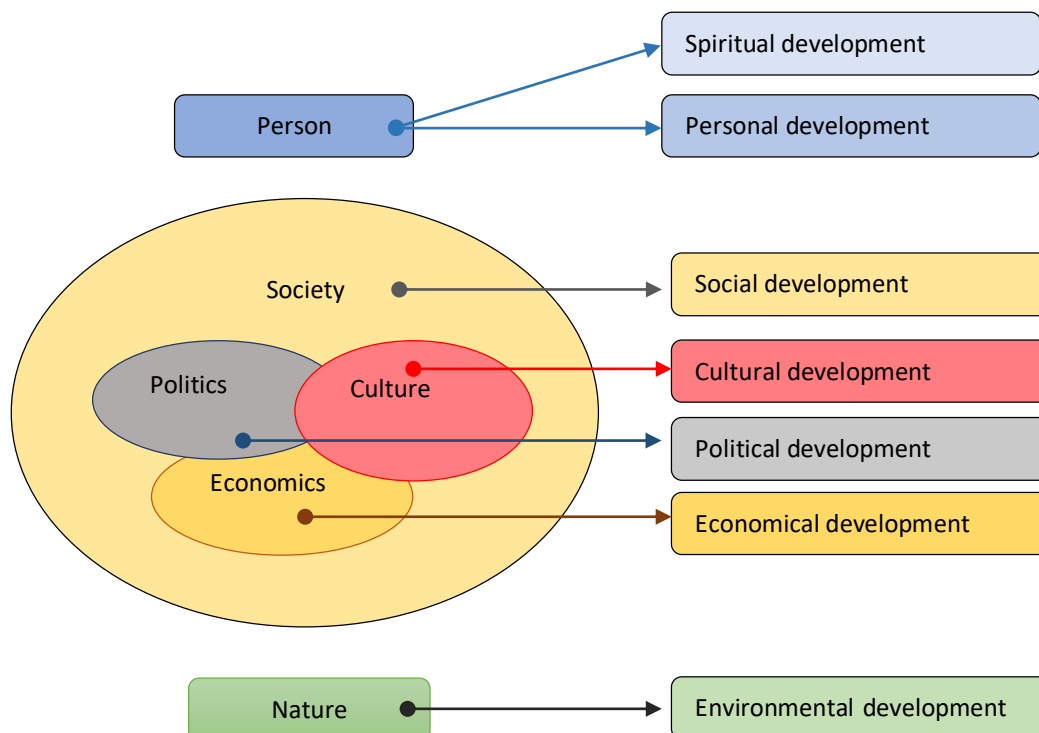 Spiritual development
Person
Personal development
Society
Social development
Politics
Culture
Cultural development
Political development
Economics
Economical development
Nature
Environmental development